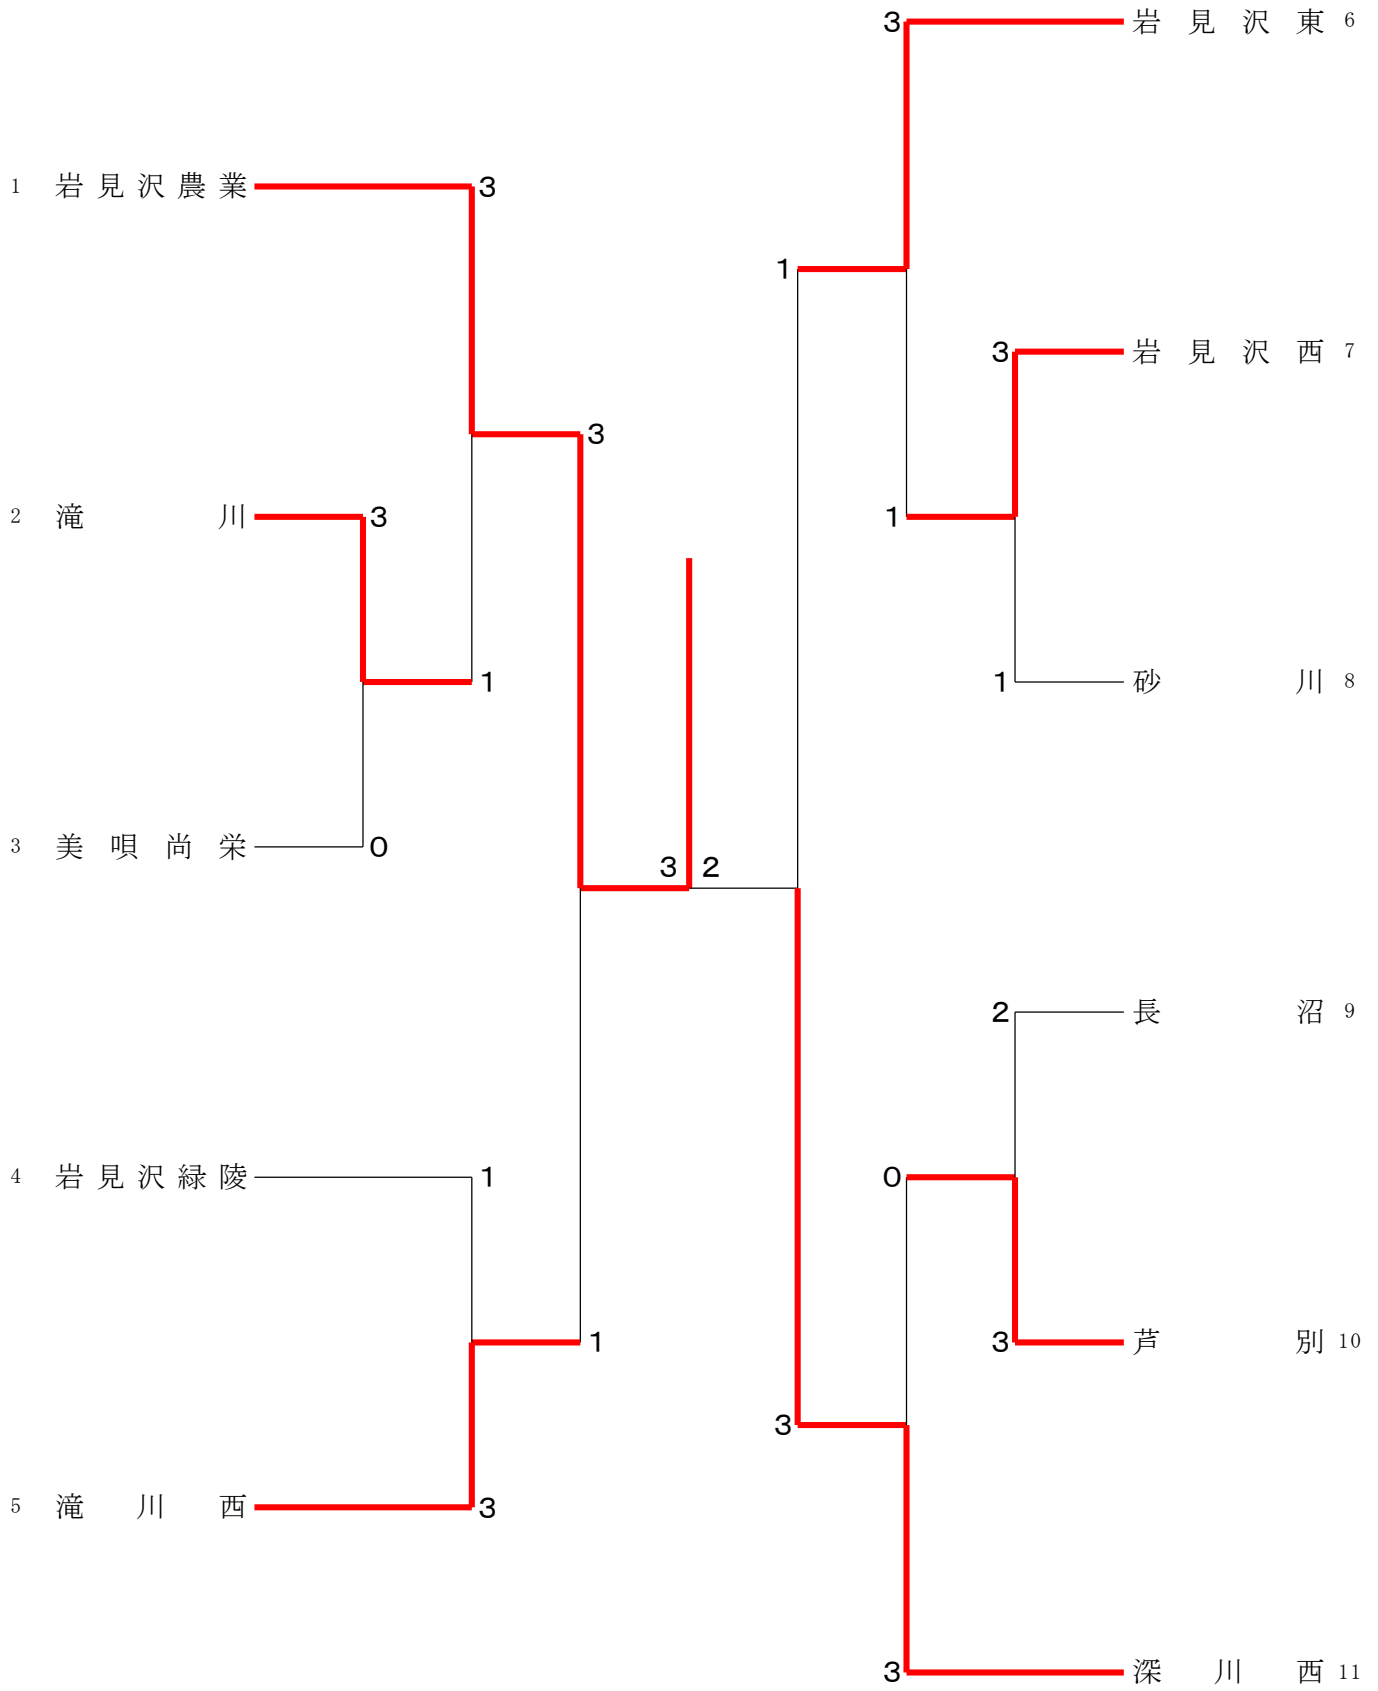 3 岩見沢東 6
1 岩見沢農業 3
1
3 岩見沢西 7
3
2 滝川 3
1
1
1 砂川 8
3 美唄尚栄 0
3 2
2 長沼 9
4 岩見沢緑陵 1
0
1
3 芦別 10
3
5 滝川西 3
3 深川西 11